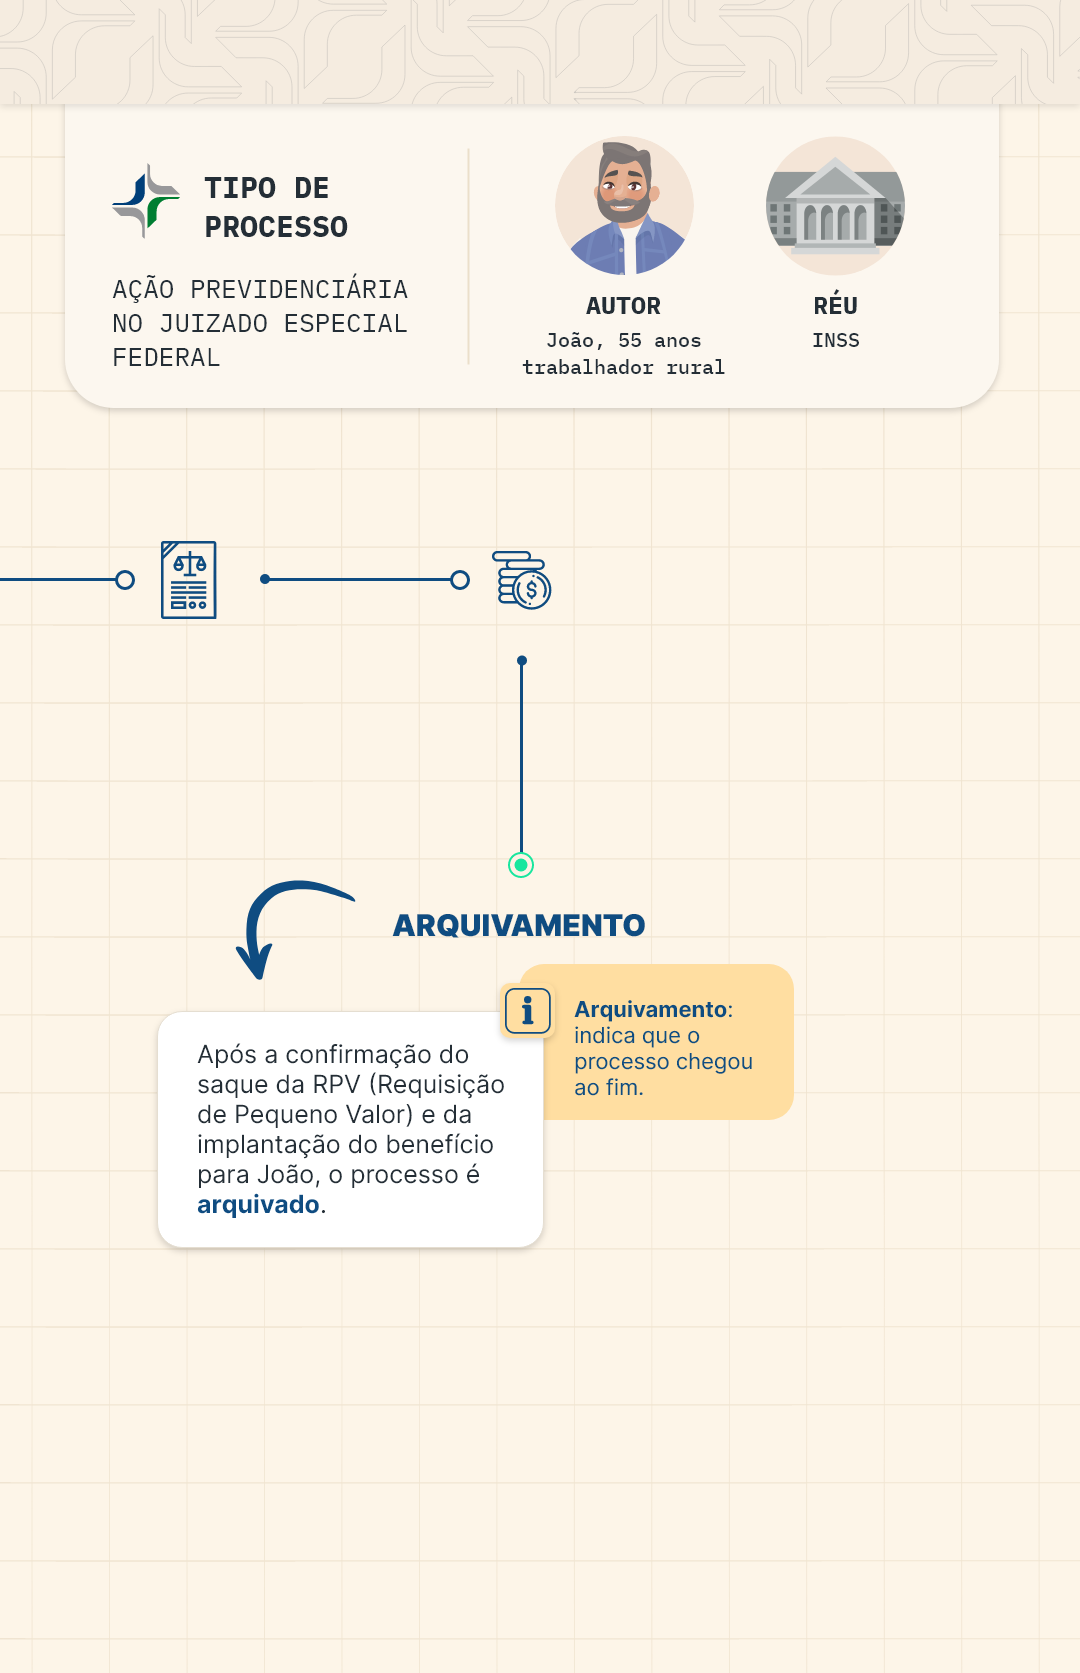 TIPO DE
PROCESSO
AÇÃO PREVIDENCIÁRIA
NO JUIZADO ESPECIAL
FEDERAL
AUTOR
João, 55 anos
trabalhador rural
RÉU
INSS
ARQUIVAMENTO
Arquivamento:
indica que o
processo chegou
ao fim.
Após a confirmação do
saque da RPV (Requisição
de Pequeno Valor) e da
implantação do benefício
para João, o processo é
arquivado.